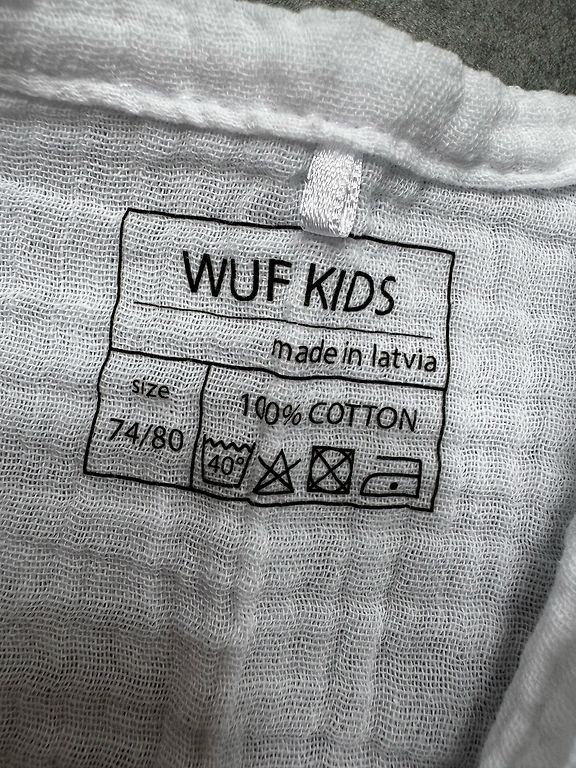 WUF KIDS
made in latvia
size
74/80
100% COTTON
40°